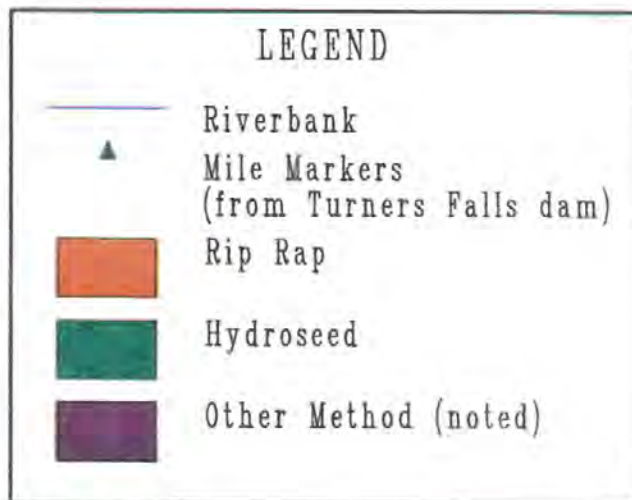 LEGEND
Riverbank
Mile Markers
(from Turners Falls dam)
Rip Rap
Hydroseed
Other Method (noted)